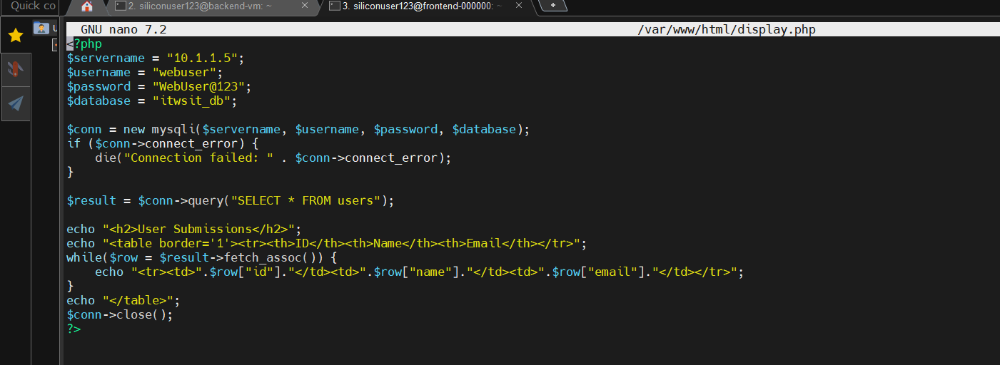 Quick co
2. siliconuser123@backend-vm: ~
3. siliconuser123@frontend-000000: ~
GNU nano 7.2 /var/www/html/display.php
<?php
$servername = "10.1.1.5";
$username = "webuser";
$password = "WebUser@123";
$database = "itwsit_db";

$conn = new mysqli($servername, $username, $password, $database);
if ($conn->connect_error) {
    die("Connection failed: " . $conn->connect_error);
}

$result = $conn->query("SELECT * FROM users");

echo "<h2>User Submissions</h2>";
echo "<table border='1'><tr><th>ID</th><th>Name</th><th>Email</th></tr>";
while($row = $result->fetch_assoc()) {
    echo "<tr><td>".$row["id"]."</td><td>".$row["name"]."</td><td>".$row["email"]."</td></tr>";
}
echo "</table>";
$conn->close();
?>